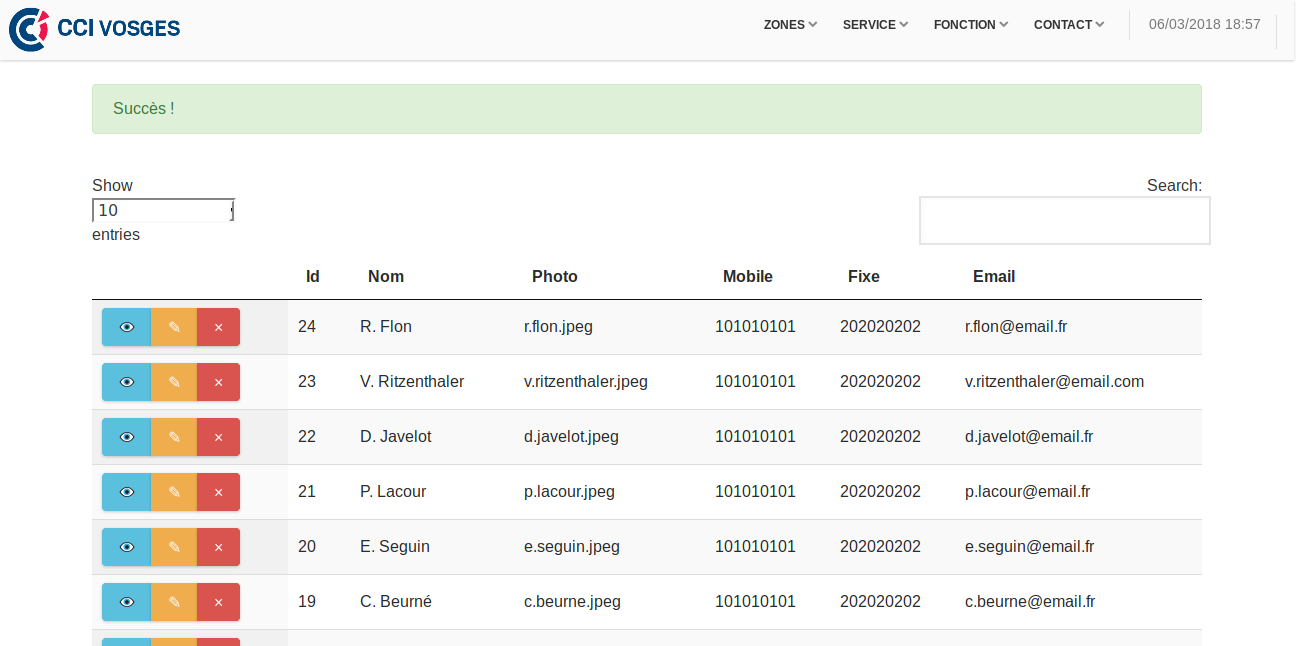 CCI VOSGES
ZONES SERVICE FONCTION CONTACT 06/03/2018 18:57
Succès !
Show
10
entries
Search:
Id Nom Photo Mobile Fixe Email
24 R. Flon r.flon.jpeg 101010101 202020202 r.flon@email.fr
23 V. Ritzenthaler v.ritzenthaler.jpeg 101010101 202020202 v.ritzenthaler@email.com
22 D. Javelot d.javelot.jpeg 101010101 202020202 d.javelot@email.fr
21 P. Lacour p.lacour.jpeg 101010101 202020202 p.lacour@email.fr
20 E. Seguin e.seguin.jpeg 101010101 202020202 e.seguin@email.fr
19 C. Beurné c.beurne.jpeg 101010101 202020202 c.beurne@email.fr